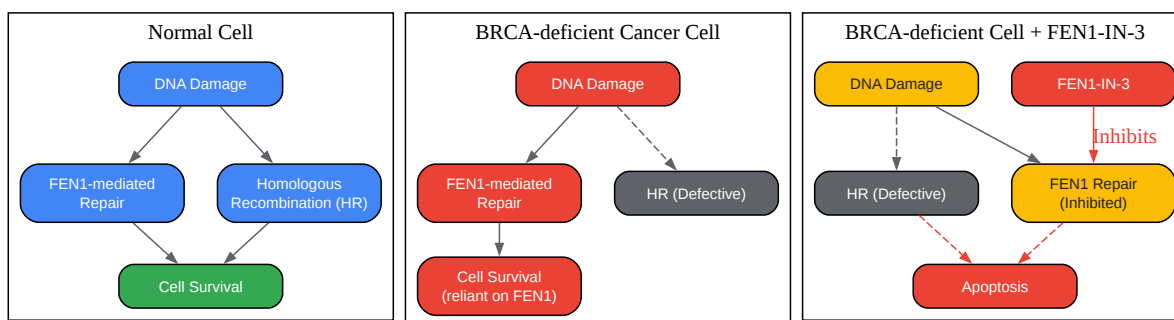 Normal Cell
DNA Damage
FEN1-mediated
Repair
Homologous
Recombination (HR)
Cell Survival
BRCA-deficient Cancer Cell
DNA Damage
FEN1-mediated
Repair
HR (Defective)
Cell Survival
(reliant on FEN1)
BRCA-deficient Cell + FEN1-IN-3
DNA Damage
FEN1-IN-3
Inhibits
HR (Defective)
FEN1 Repair
(Inhibited)
Apoptosis